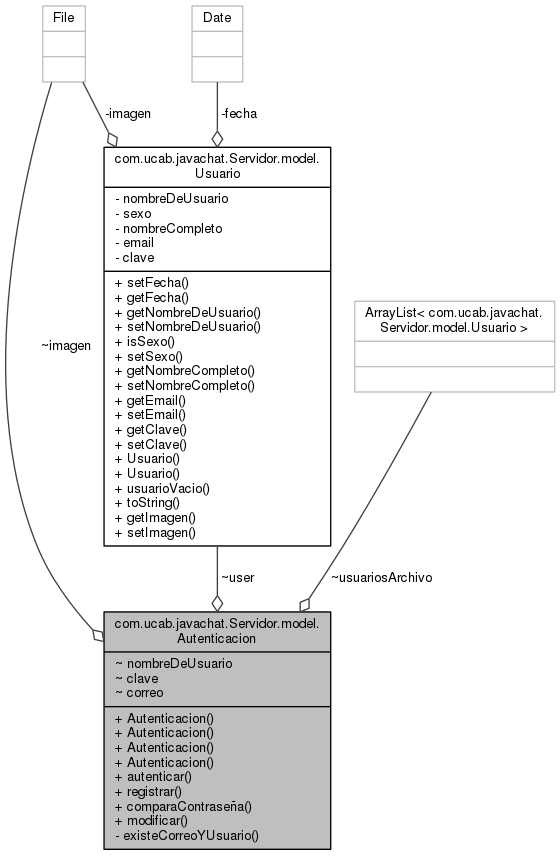 File
Date
-imagen
-fecha
com.ucab.javachat.Servidor.model.
Usuario
- nombreDeUsuario
- sexo
- nombreCompleto
- email
- clave
+ setFecha()
+ getFecha()
+ getNombreDeUsuario()
+ setNombreDeUsuario()
+ isSexo()
+ setSexo()
+ getNombreCompleto()
+ setNombreCompleto()
+ getEmail()
+ setEmail()
+ getClave()
+ setClave()
+ Usuario()
+ Usuario()
+ usuarioVacio()
+ toString()
+ getImagen()
+ setImagen()
ArrayList< com.ucab.javachat.
Servidor.model.Usuario >
~imagen
~user
~usuariosArchivo
com.ucab.javachat.Servidor.model.
Autenticacion
~ nombreDeUsuario
~ clave
~ correo
+ Autenticacion()
+ Autenticacion()
+ Autenticacion()
+ Autenticacion()
+ autenticar()
+ registrar()
+ comparaContraseña()
+ modificar()
- existeCorreoYUsuario()